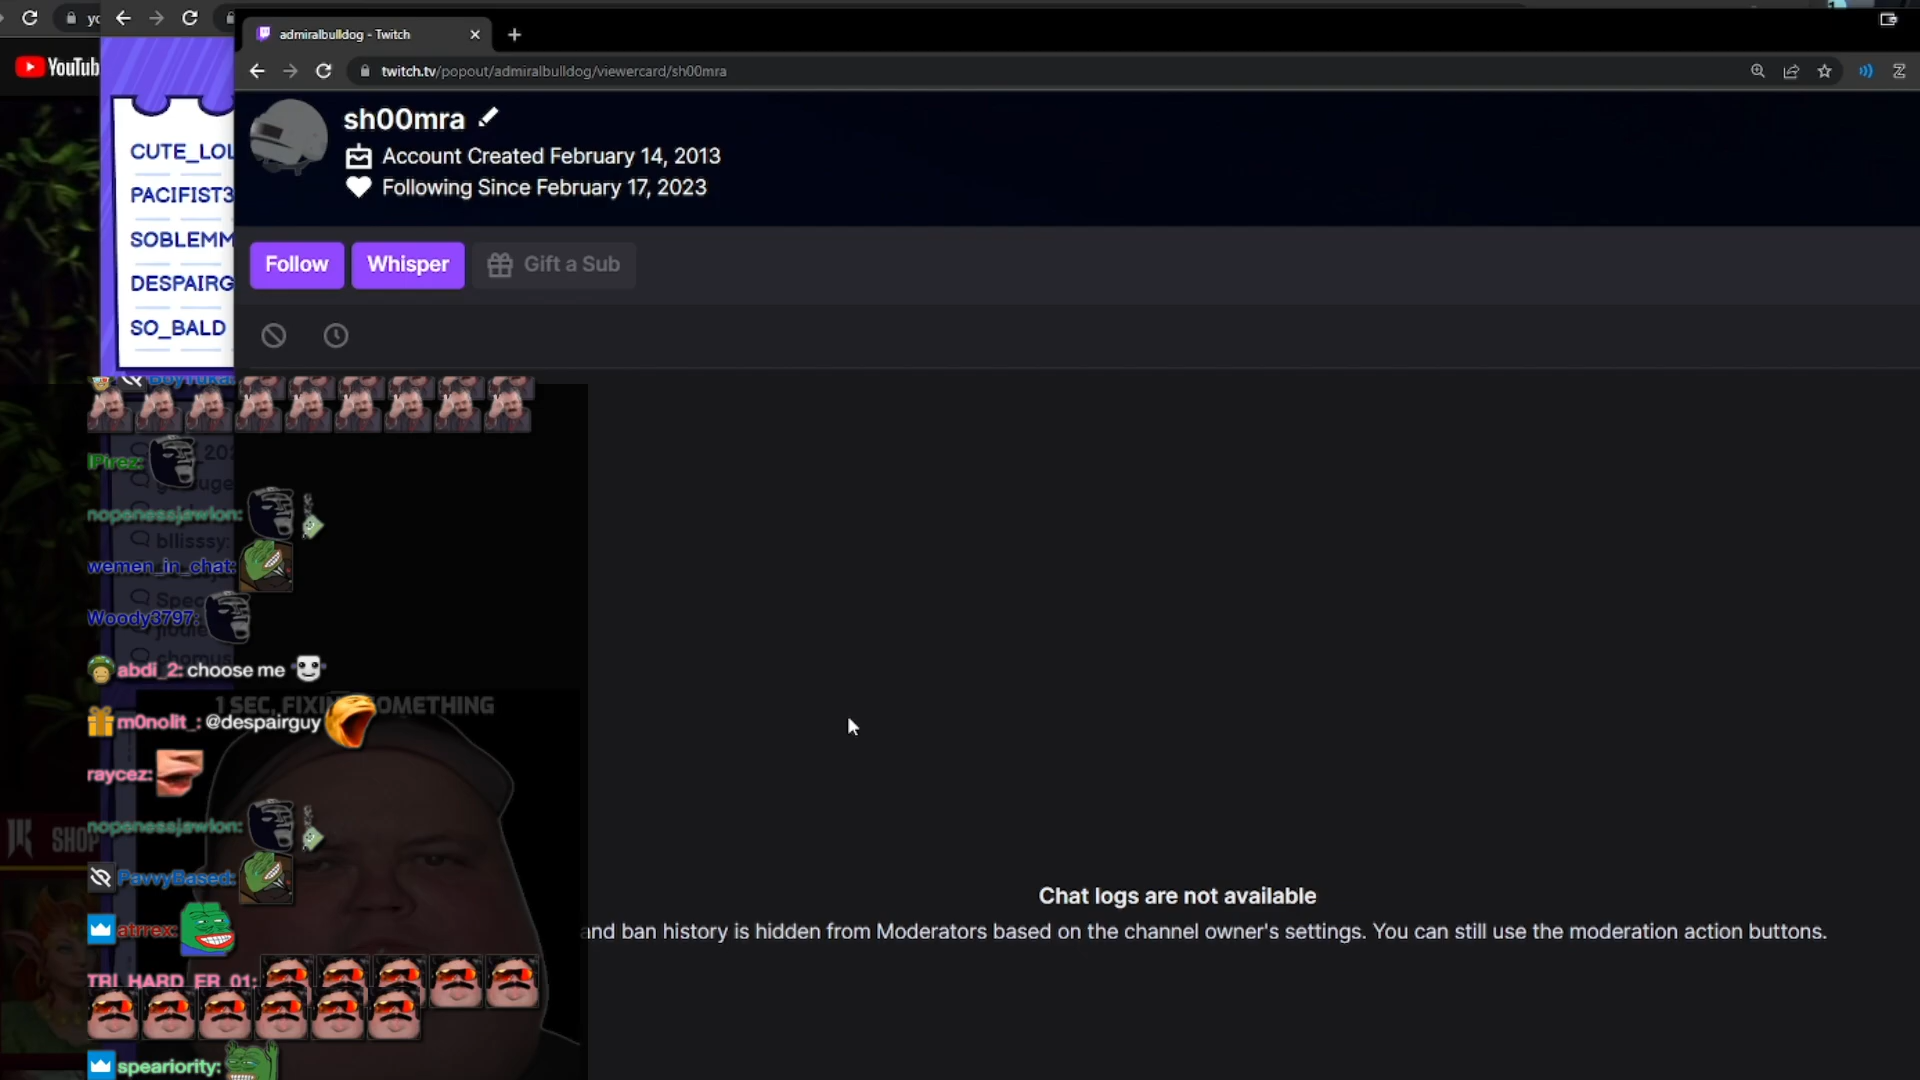 YouTub
admiralbulldog - Twitch
twitch.tv/popout/admiralbulldog/viewercard/sh00mra
sh00mra
Account Created February 14, 2013
Following Since February 17, 2023
Follow
Whisper
Gift a Sub
CUTE_LOL
PACIFIST3
SOBLEMM
DESPAIRG
SO_BALD
lPirez:
nopenessjawlon:
bllisssy:
wemen_in_chat:
Woody3797:
abdi_2: choose me
1 SEC, FIXING SOMETHING
m0nolit_: @despairguy
raycez:
nopenessjawlon:
SHOP
PavvyBased:
atrrex:
TRI_HARD_ER_01:
speariority:
Chat logs are not available
and ban history is hidden from Moderators based on the channel owner's settings. You can still use the moderation action buttons.